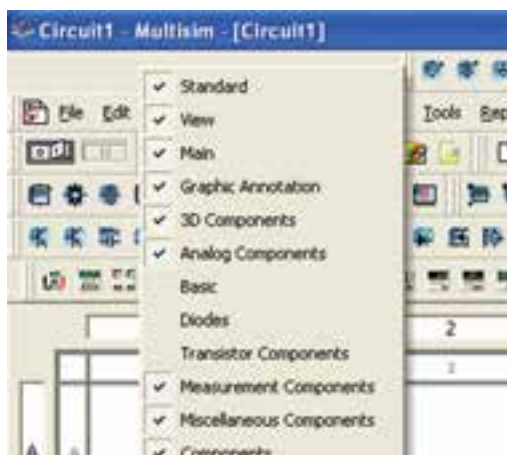 Circuit1 - Multisim - [Circuit1]
File Edit
Tools Rep
Standard
View
Main
Graphic Annotation
3D Components
Analog Components
Basic
Diodes
Transistor Components
Measurement Components
Miscellaneous Components
Components
2
A